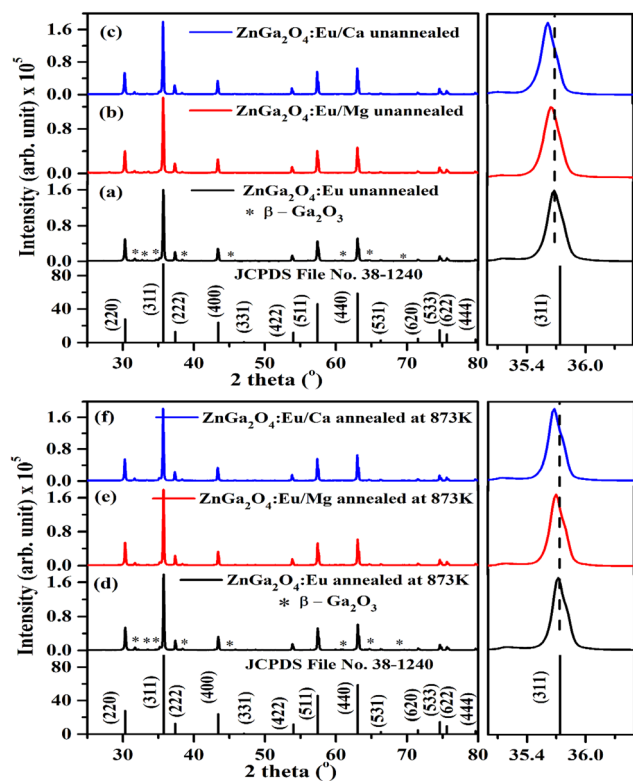 (c) ZnGa₂O₄:Eu/Ca unannealed
1.6
0.8
0.0
(b) ZnGa₂O₄:Eu/Mg unannealed
0.8
0.0
(a) ZnGa₂O₄:Eu unannealed
* β – Ga₂O₃
1.6
0.8
0.0
* * * * * * * *
Intensity (arb. unit) x 10⁵
JCPDS File No. 38-1240
80
40
0
(220) (311) (222) (400) (331) (422) (511) (440) (531) (620) (533) (622) (444)
25 30 40 50 60 70 80
2 theta (°)
(311)
35.4 36.0
(f) ZnGa₂O₄:Eu/Ca annealed at 873K
1.6
0.8
0.0
(e) ZnGa₂O₄:Eu/Mg annealed at 873K
1.6
0.8
0.0
(d) ZnGa₂O₄:Eu annealed at 873K
* β – Ga₂O₃
1.6
0.8
0.0
* * * * * * * *
Intensity (arb. unit) x 10⁵
JCPDS File No. 38-1240
80
40
0
(220) (311) (222) (400) (331) (422) (511) (440) (531) (620) (533) (622) (444)
25 30 40 50 60 70 80
2 theta (°)
(311)
35.4 36.0